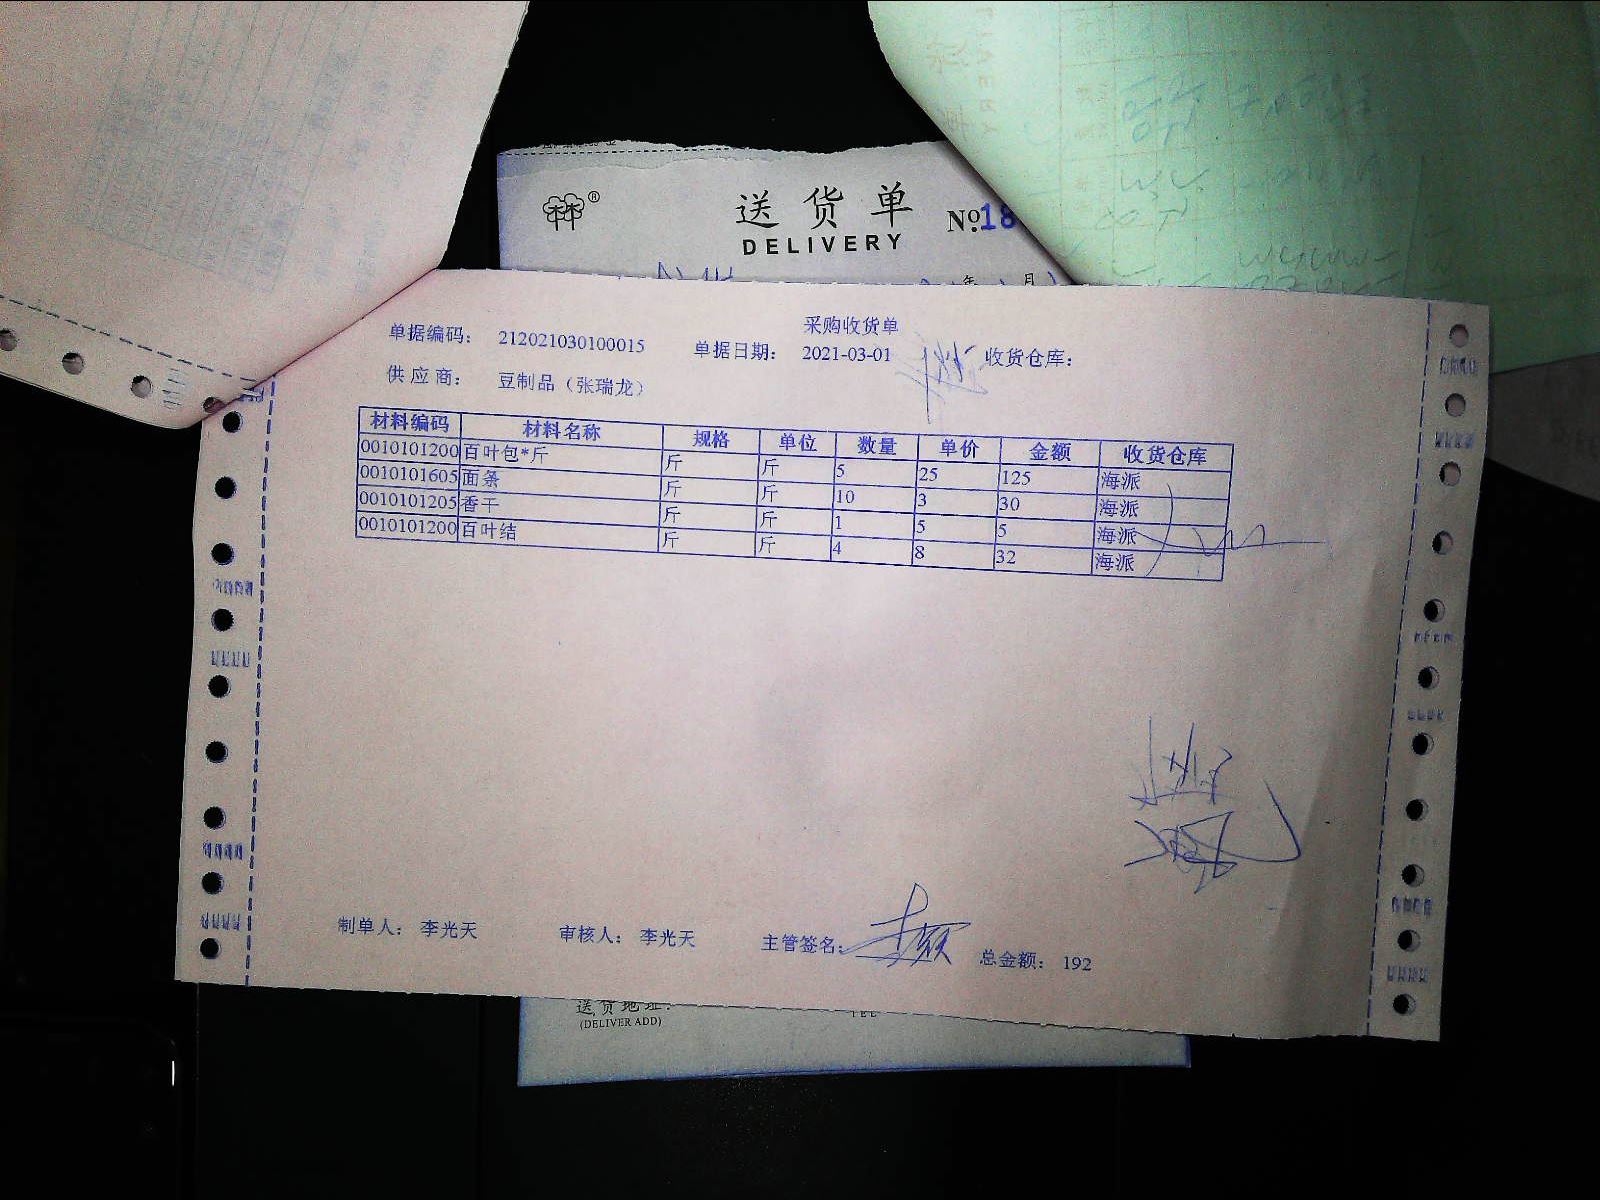 送货单
DELIVERY
№18
年 月
采购收货单
单据编码： 212021030100015 单据日期： 2021-03-01 收货仓库：
供应商： 豆制品（张瑞龙）
材料编码 材料名称 规格 单位 数量 单价 金额 收货仓库
0010101200 百叶包*斤 斤 斤 5 25 125 海派
0010101605 面条 斤 斤 10 3 30 海派
0010101205 香干 斤 斤 1 5 5 海派
0010101200 百叶结 斤 斤 4 8 32 海派
制单人： 李光天 审核人： 李光天 主管签名： 总金额： 192
送货地址：
(DELIVER ADD) TEL